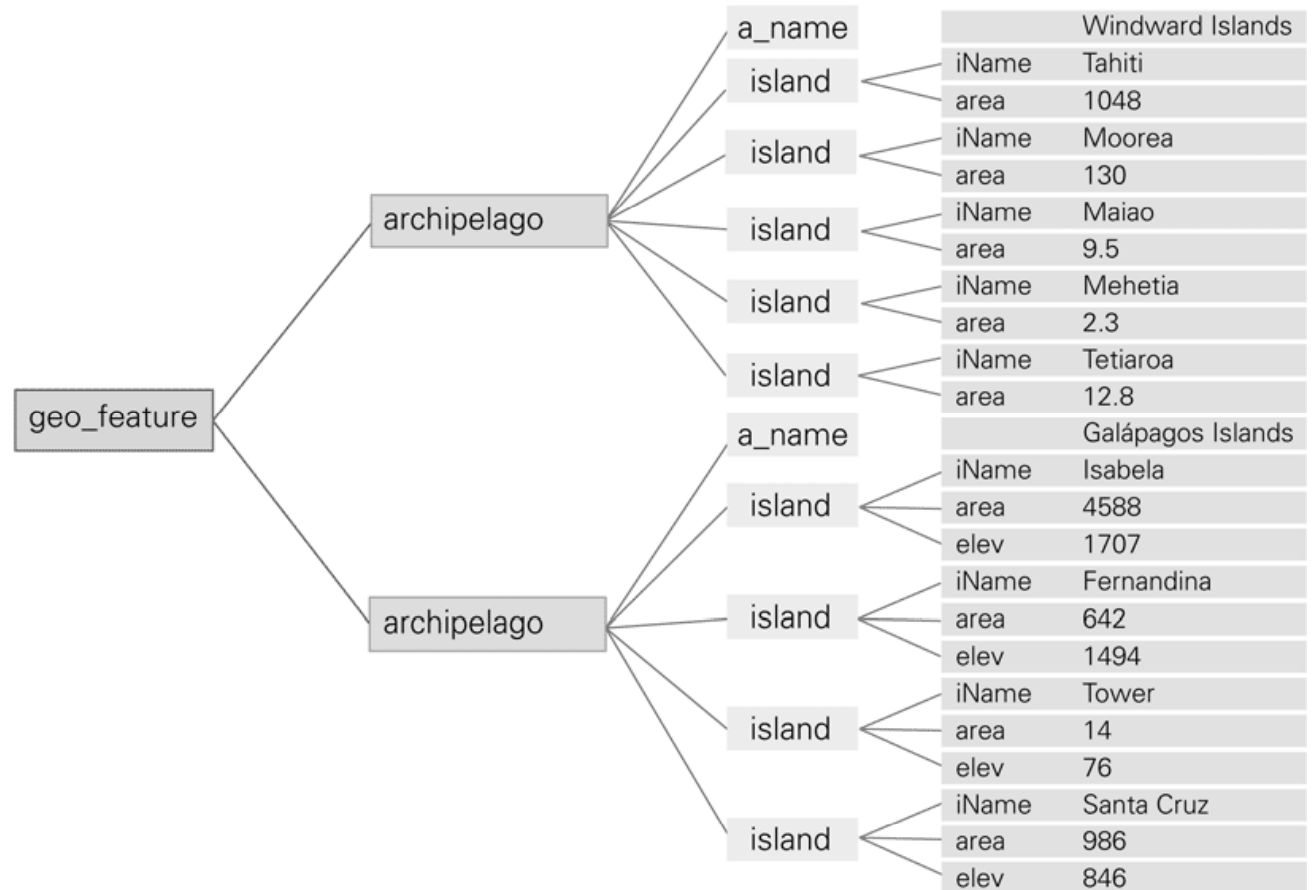 a_name Windward Islands
island iName Tahiti
area 1048
island iName Moorea
area 130
archipelago
island iName Maiao
area 9.5
island iName Mehetia
area 2.3
island iName Tetiaroa
area 12.8
geo_feature
a_name Galápagos Islands
island iName Isabela
area 4588
elev 1707
archipelago
island iName Fernandina
area 642
elev 1494
island iName Tower
area 14
elev 76
island iName Santa Cruz
area 986
elev 846